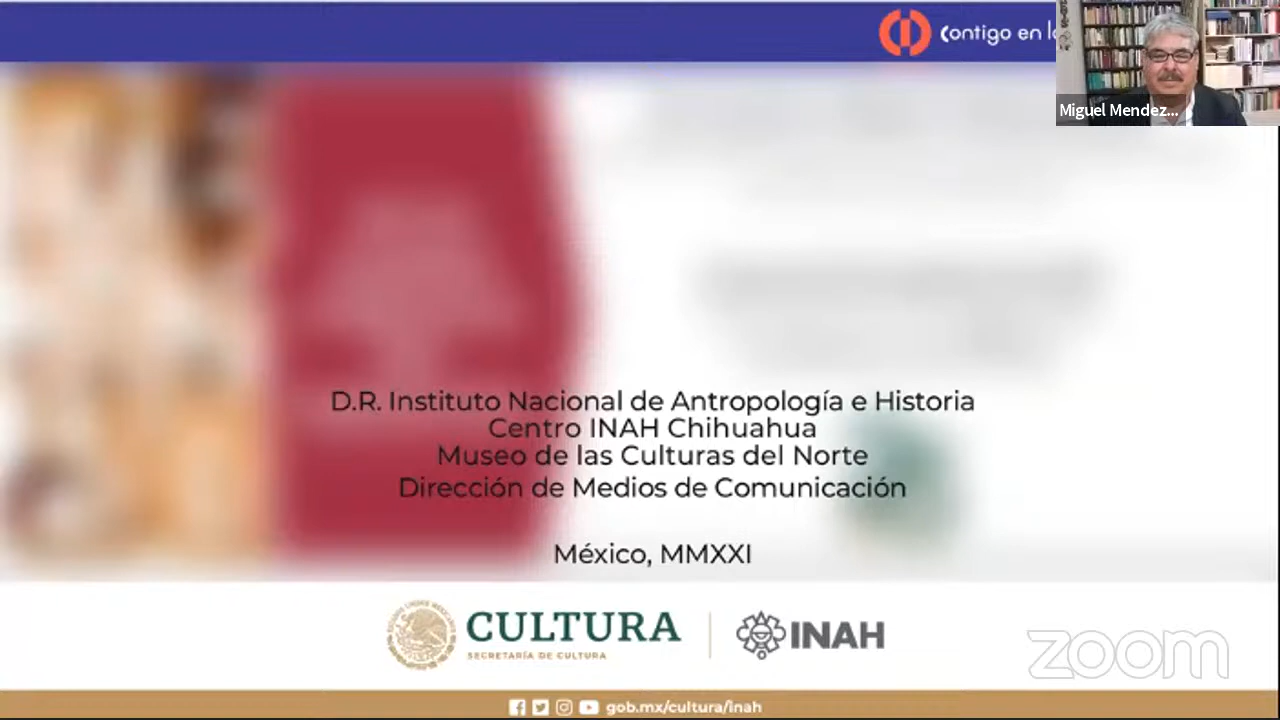 Contigo en l
Miguel Mendez...
D.R. Instituto Nacional de Antropología e Historia
Centro INAH Chihuahua
Museo de las Culturas del Norte
Dirección de Medios de Comunicación
México, MMXXI
CULTURA
SECRETARÍA DE CULTURA
INAH
zoom
gob.mx/cultura/inah